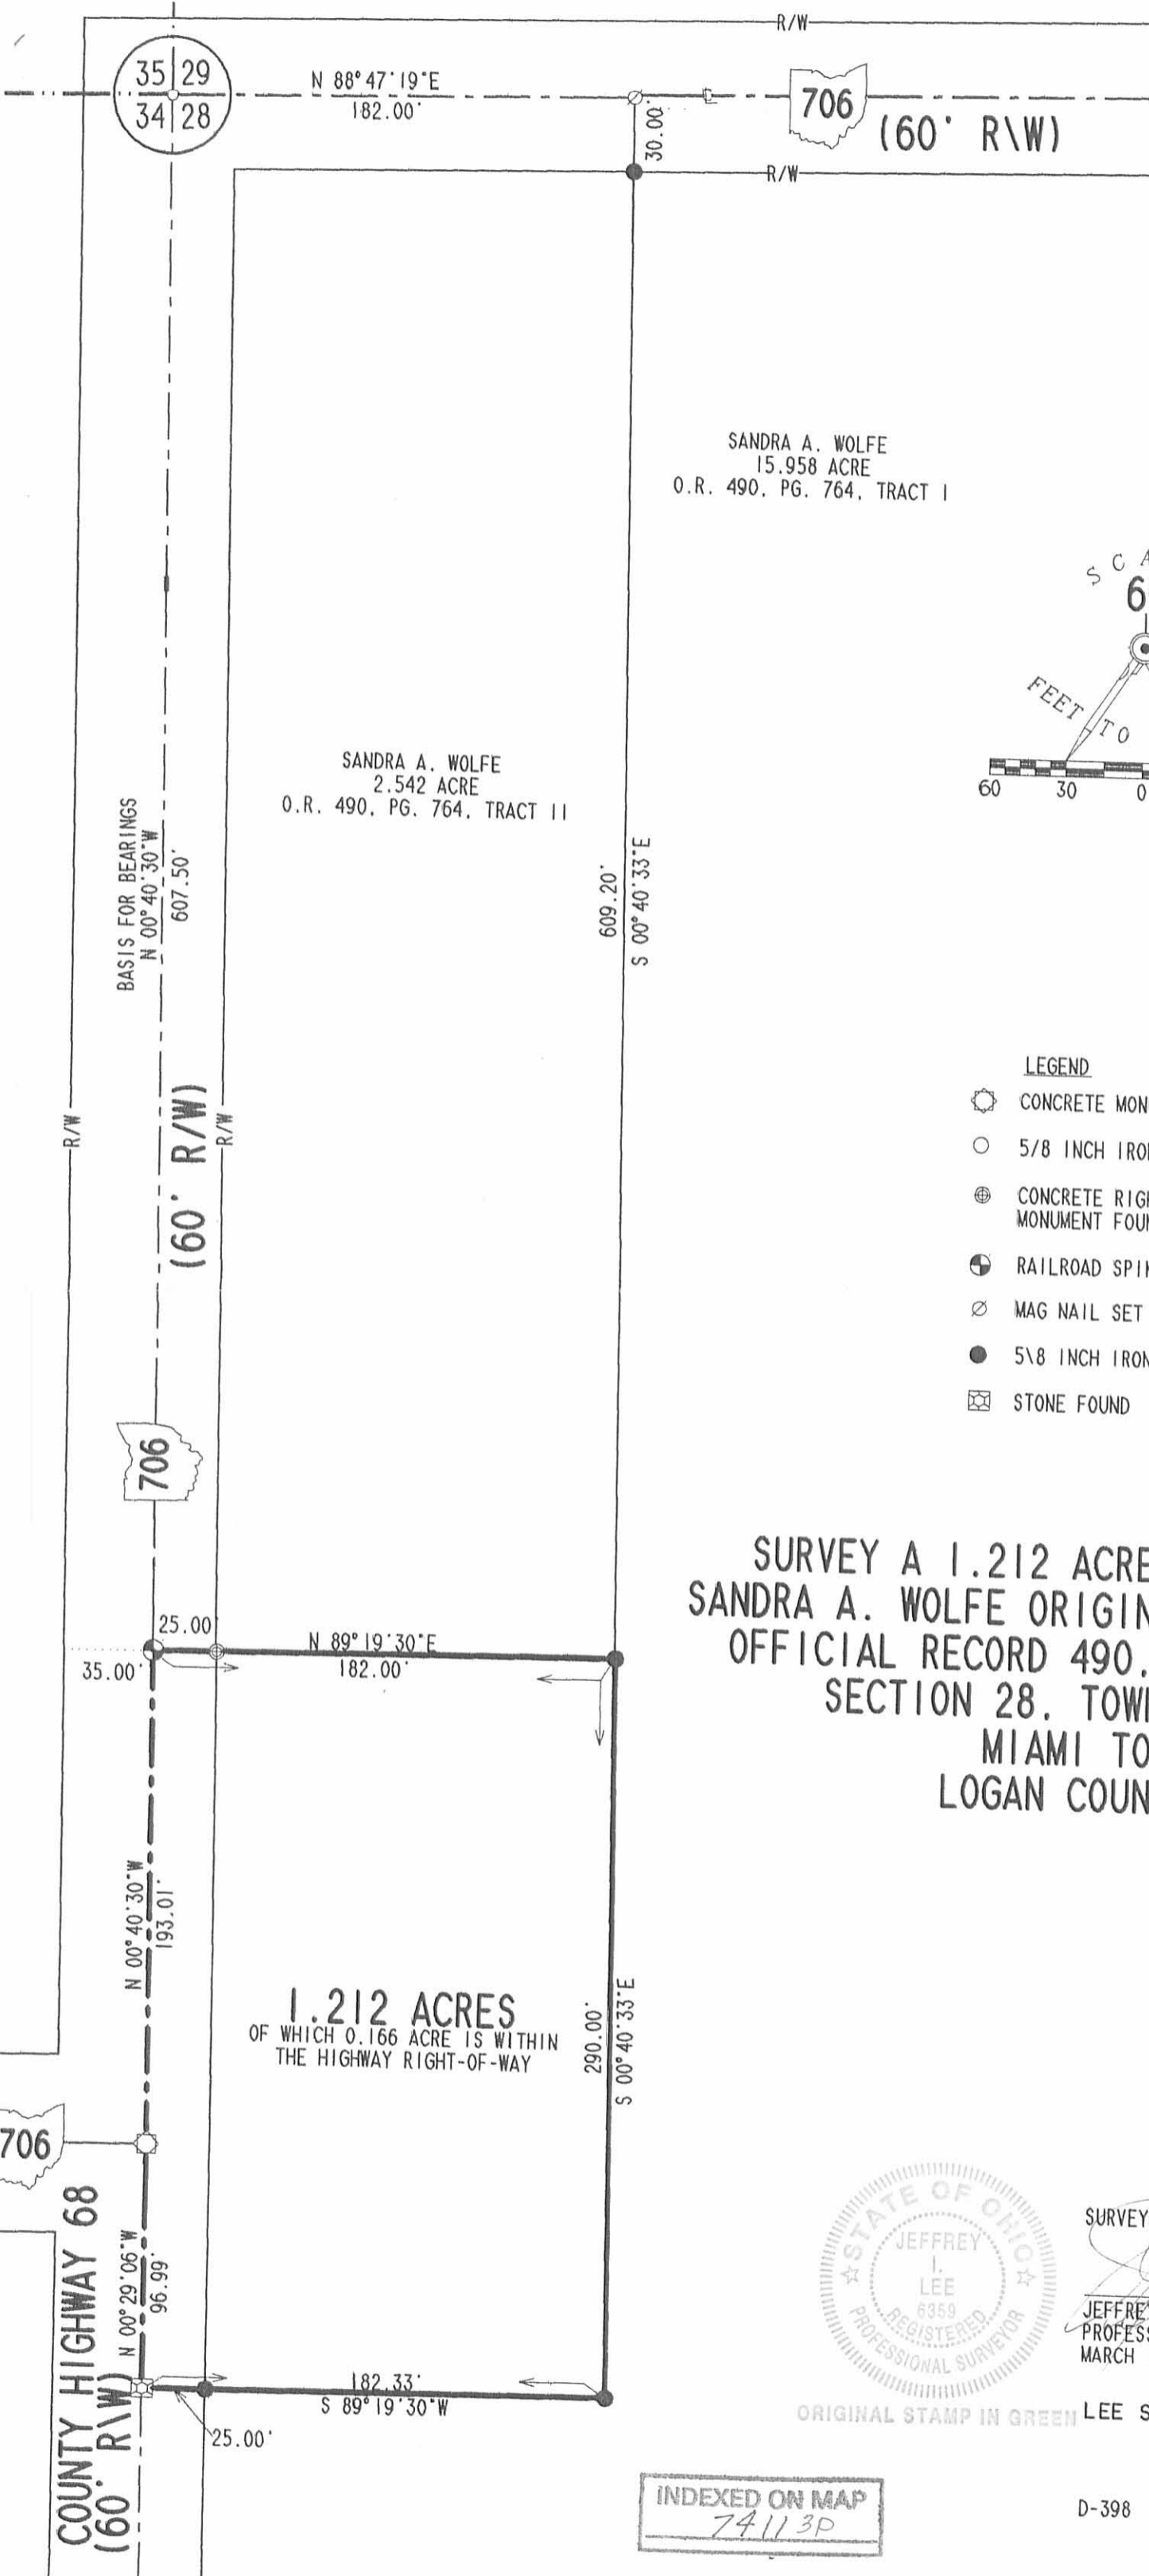 R/W
35 29
34 28
N 88°47'19"E
182.00'
30.00'
706
(60' R\W)
R/W
SANDRA A. WOLFE
15.958 ACRE
O.R. 490, PG. 764, TRACT I
6
FEET TO
60 30 0
SANDRA A. WOLFE
2.542 ACRE
O.R. 490, PG. 764, TRACT II
BASIS FOR BEARINGS
N 00°40'30"W
607.50'
609.20'
S 00°40'33"E
R/W
(60' R/W)
R/W
LEGEND
CONCRETE MON
5/8 INCH IRO
CONCRETE RIG
MONUMENT FOU
RAILROAD SPI
MAG NAIL SET
5\8 INCH IRON
STONE FOUND
706
SURVEY A 1.212 ACRE
SANDRA A. WOLFE ORIGIN
OFFICIAL RECORD 490,
SECTION 28, TOW
MIAMI TO
LOGAN COUN
25.00'
35.00'
N 89°19'30"E
182.00'
N 00°40'30"W
193.01'
1.212 ACRES
OF WHICH 0.166 ACRE IS WITHIN
THE HIGHWAY RIGHT-OF-WAY
290.00'
S 00°40'33"E
706
COUNTY HIGHWAY 68
(60' R\W)
N 00°29'06"W
96.99'
182.33'
S 89°19'30"W
25.00'
STATE OF OHIO
JEFFREY
I.
LEE
6359
REGISTERED
PROFESSIONAL SURVEYOR
ORIGINAL STAMP IN GREEN
SURVEY
JEFFRE
PROFESS
MARCH
LEE S
INDEXED ON MAP
74113P
D-398